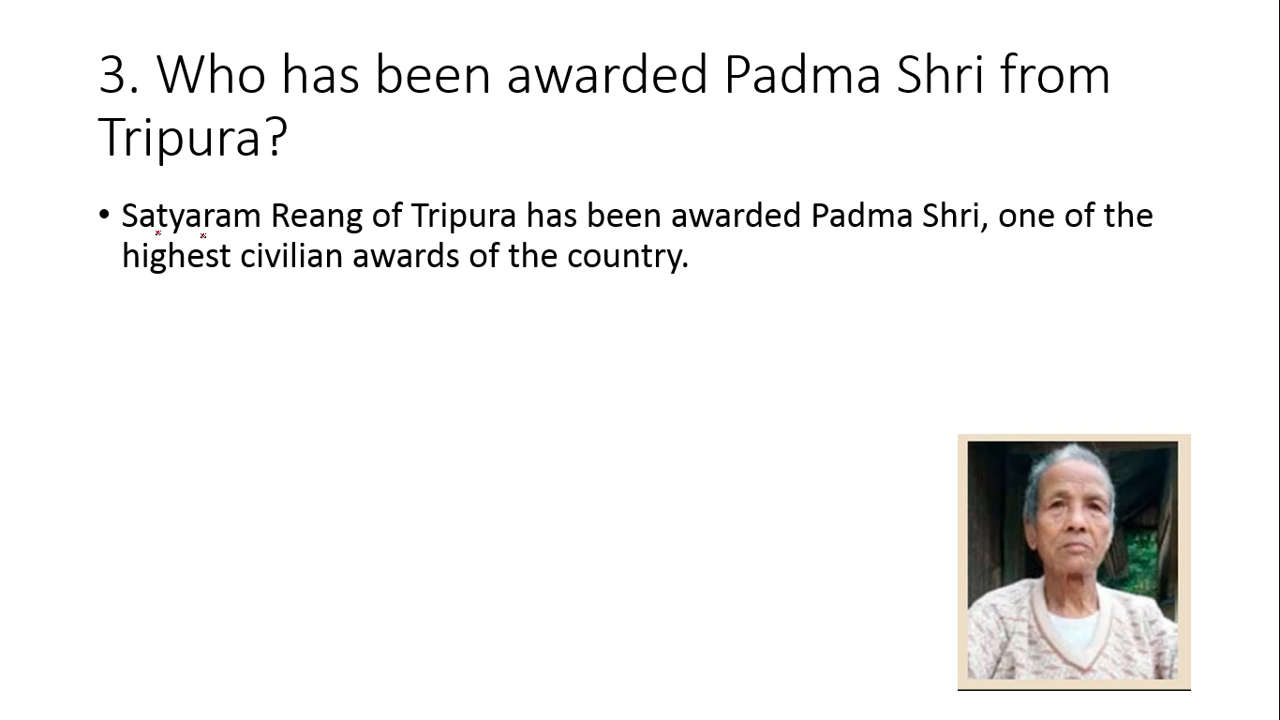 3. Who has been awarded Padma Shri from
Tripura?
• Satyaram Reang of Tripura has been awarded Padma Shri, one of the
highest civilian awards of the country.